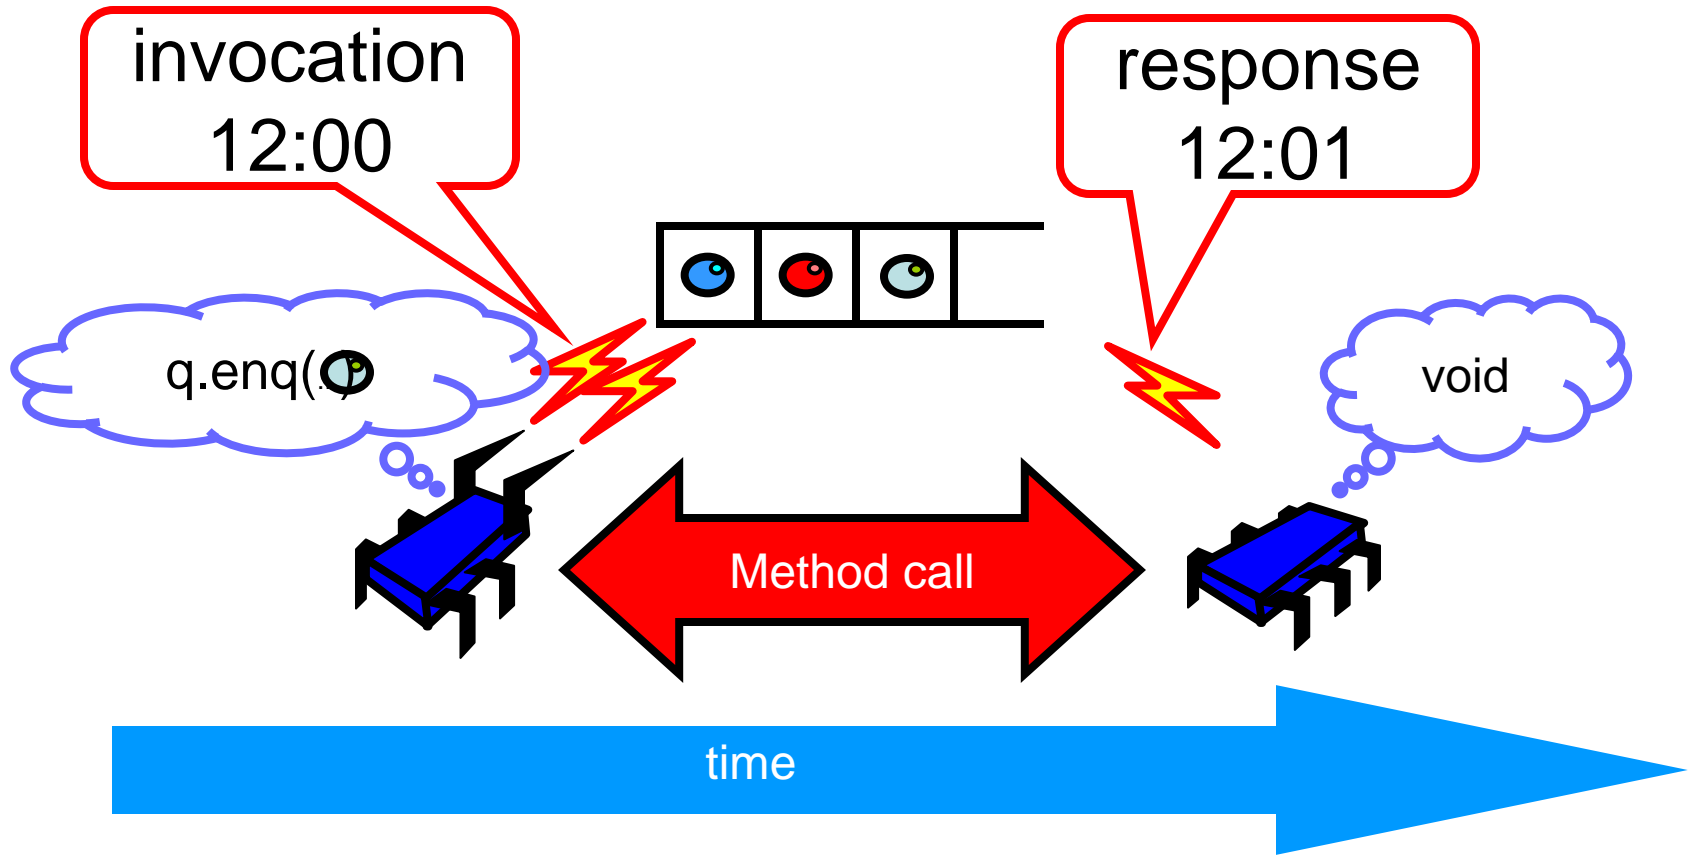 invocation
12:00
response
12:01
q.enq(...)
void
Method call
time